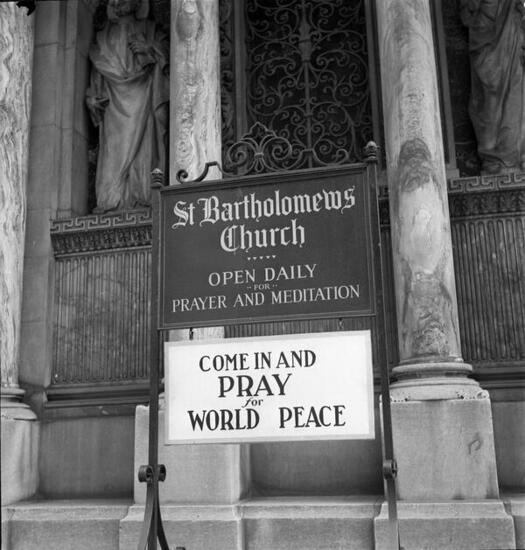 St Bartholomews
Church
OPEN DAILY
FOR
PRAYER AND MEDITATION
COME IN AND
PRAY
for
WORLD PEACE